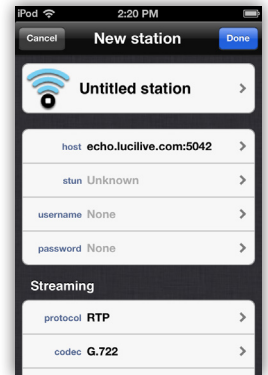 iPod 2:20 PM
Cancel New station Done
Untitled station
host echo.lucilive.com:5042
stun Unknown
username None
password None
Streaming
protocol RTP
codec G.722